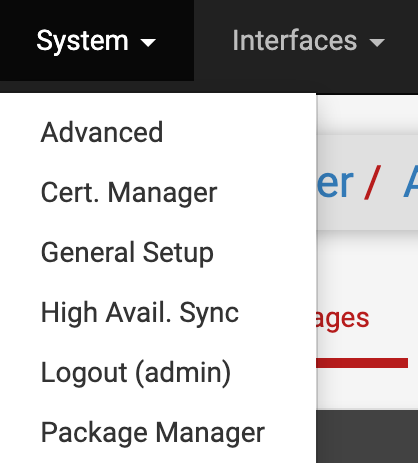 System Interfaces
Advanced
Cert. Manager
er / A
General Setup
High Avail. Sync
ages
Logout (admin)
Package Manager